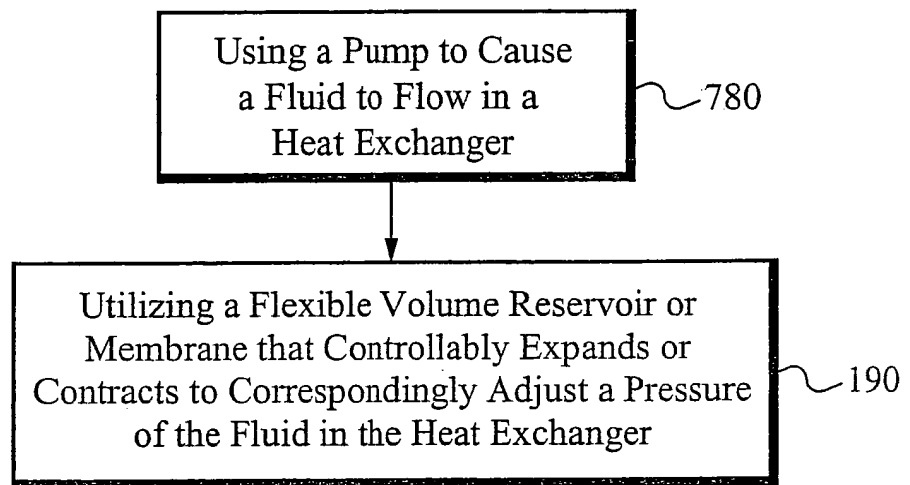 Using a Pump to Cause
a Fluid to Flow in a
Heat Exchanger
780
Utilizing a Flexible Volume Reservoir or
Membrane that Controllably Expands or
Contracts to Correspondingly Adjust a Pressure
of the Fluid in the Heat Exchanger
190